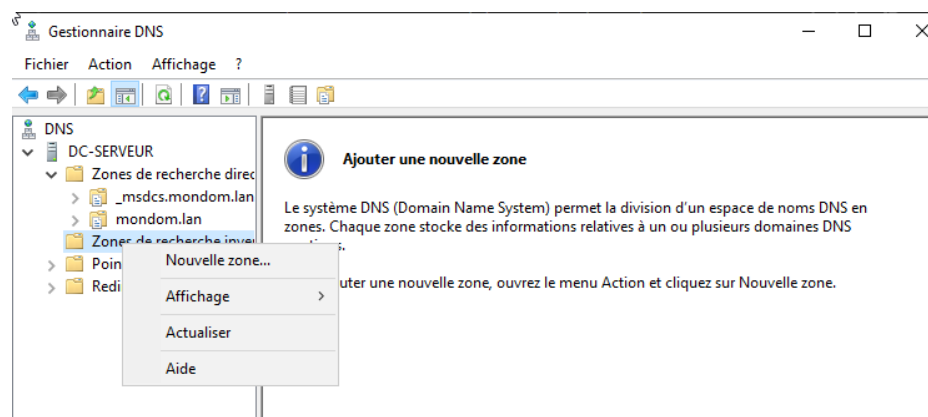 Gestionnaire DNS
Fichier Action Affichage ?
DNS
DC-SERVEUR
Zones de recherche direc
_msdcs.mondom.lan
mondom.lan
Zones de recherche inver
Poin
Redi
Nouvelle zone...
Affichage
Actualiser
Aide
Ajouter une nouvelle zone
Le système DNS (Domain Name System) permet la division d'un espace de noms DNS en
zones. Chaque zone stocke des informations relatives à un ou plusieurs domaines DNS
uter une nouvelle zone, ouvrez le menu Action et cliquez sur Nouvelle zone.